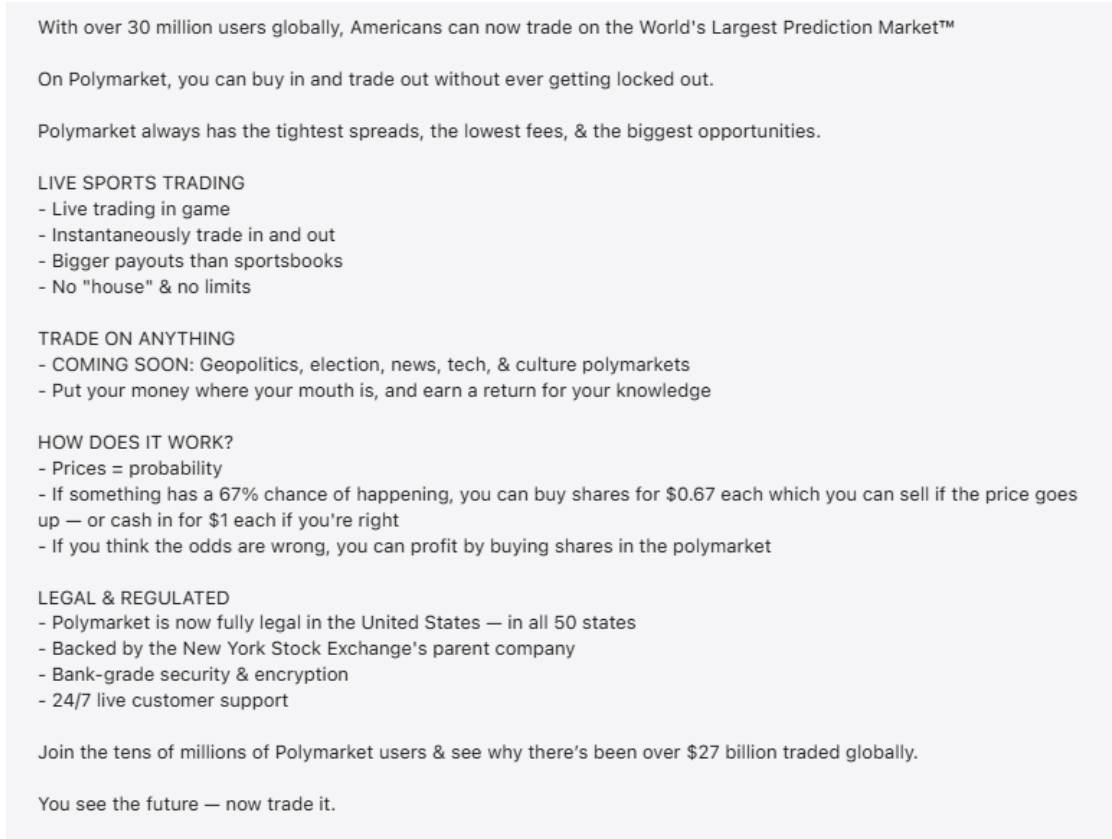 With over 30 million users globally, Americans can now trade on the World's Largest Prediction Market™
On Polymarket, you can buy in and trade out without ever getting locked out.
Polymarket always has the tightest spreads, the lowest fees, & the biggest opportunities.
LIVE SPORTS TRADING
- Live trading in game
- Instantaneously trade in and out
- Bigger payouts than sportsbooks
- No "house" & no limits
TRADE ON ANYTHING
- COMING SOON: Geopolitics, election, news, tech, & culture polymarkets
- Put your money where your mouth is, and earn a return for your knowledge
HOW DOES IT WORK?
- Prices = probability
- If something has a 67% chance of happening, you can buy shares for $0.67 each which you can sell if the price goes
up — or cash in for $1 each if you're right
- If you think the odds are wrong, you can profit by buying shares in the polymarket
LEGAL & REGULATED
- Polymarket is now fully legal in the United States — in all 50 states
- Backed by the New York Stock Exchange's parent company
- Bank-grade security & encryption
- 24/7 live customer support
Join the tens of millions of Polymarket users & see why there’s been over $27 billion traded globally.
You see the future — now trade it.